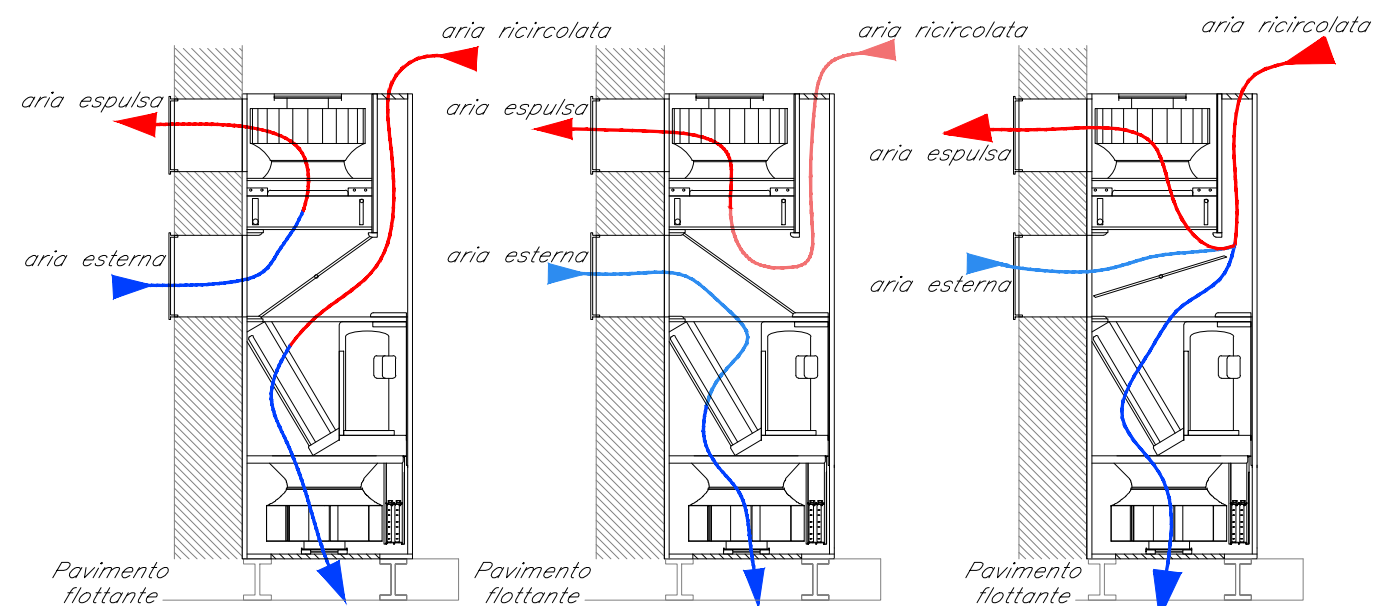 aria ricircolata
aria espulsa
aria esterna
Pavimento
flottante
aria ricircolata
aria espulsa
aria esterna
Pavimento
flottante
aria ricircolata
aria espulsa
aria esterna
Pavimento
flottante